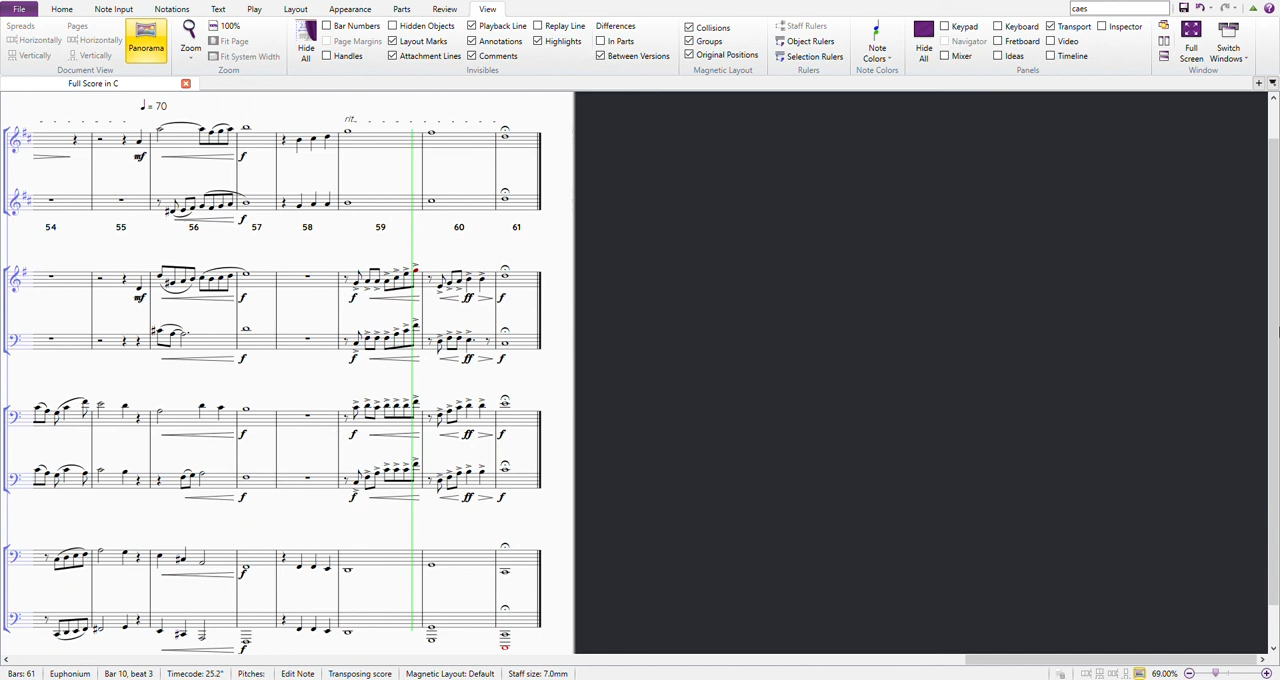 File Home Note Input Notations Text Play Layout Appearance Parts Review View caes
Spreads Pages 100% Bar Numbers Hidden Objects Playback Line Replay Line Differences Collisions Staff Rulers Keypad Keyboard Transport Inspector
Horizontally Horizontally Panorama Zoom Fit Page Hide All Page Margins Layout Marks Annotations Highlights In Parts Groups Object Rulers Note Colors Hide All Navigator Fretboard Video Full Screen Switch Windows
Vertically Vertically Fit System Width Handles Attachment Lines Comments Between Versions Original Positions Selection Rulers Mixer Ideas Timeline
Document View Zoom Invisibles Magnetic Layout Rulers Note Colors Panels Window
Full Score in C
= 70
rit.
mf f
f
54 55 56 57 58 59 60 61
mf f f ff f
f f ff f
f f ff f
f f ff f
f
f
Bars: 61 Euphonium Bar 10, beat 3 Timecode: 25.2" Pitches: Edit Note Transposing score Magnetic Layout: Default Staff size: 7.0mm 69.00%